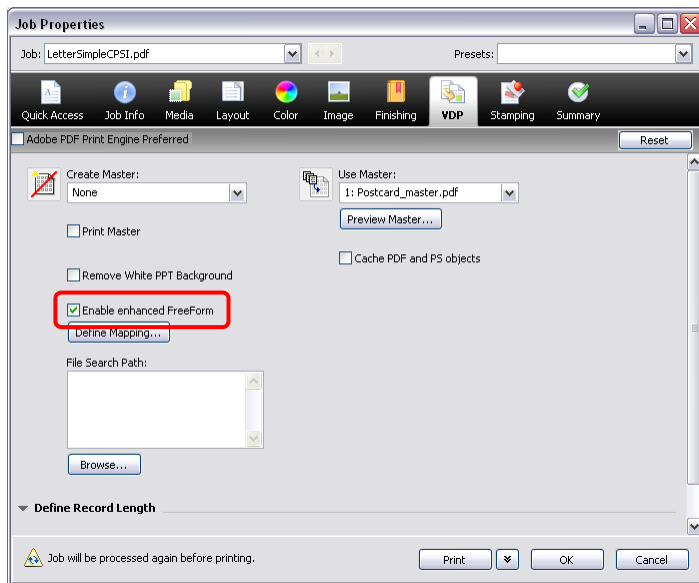 Job Properties
Job: LetterSimpleCPSI.pdf Presets:
Quick Access Job Info Media Layout Color Image Finishing VDP Stamping Summary
Adobe PDF Print Engine Preferred Reset
Create Master: Use Master:
None 1: Postcard_master.pdf
Preview Master...
Print Master
Cache PDF and PS objects
Remove White PPT Background
Enable enhanced FreeForm
Define Mapping...
File Search Path:
Browse...
Define Record Length
Job will be processed again before printing. Print OK Cancel